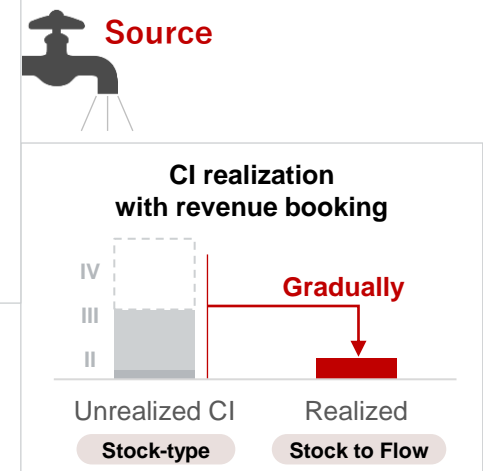 Source
CI realization
with revenue booking
IV
Gradually
III
II
Unrealized CI
Realized
Stock-type
Stock to Flow